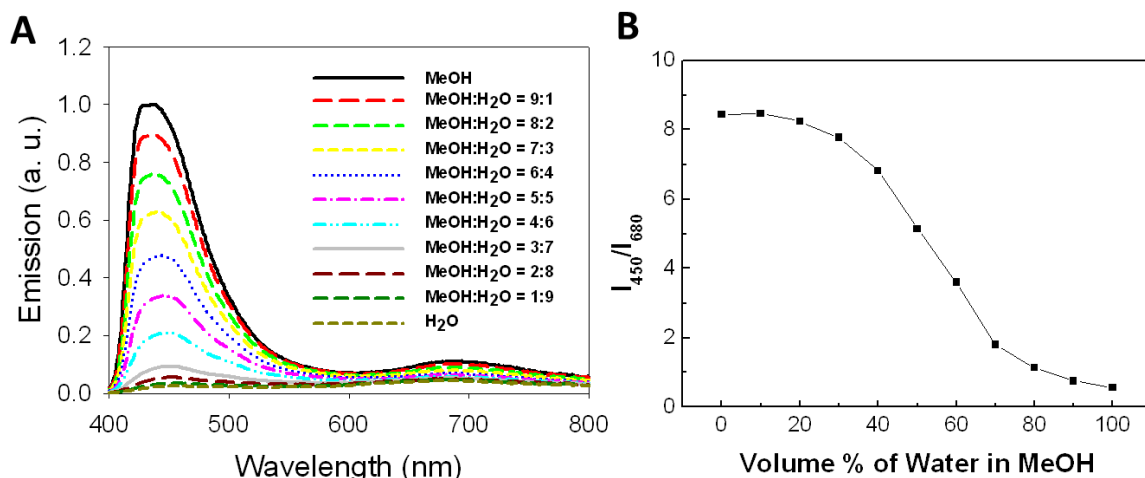 A
1.2
1.0
0.8
0.6
0.4
0.2
0.0
Emission (a. u.)
400
500
600
700
800
Wavelength (nm)
MeOH
MeOH:H₂O = 9:1
MeOH:H₂O = 8:2
MeOH:H₂O = 7:3
MeOH:H₂O = 6:4
MeOH:H₂O = 5:5
MeOH:H₂O = 4:6
MeOH:H₂O = 3:7
MeOH:H₂O = 2:8
MeOH:H₂O = 1:9
H₂O
B
10
8
6
4
2
0
I₄₅₀/I₆₈₀
0
20
40
60
80
100
Volume % of Water in MeOH